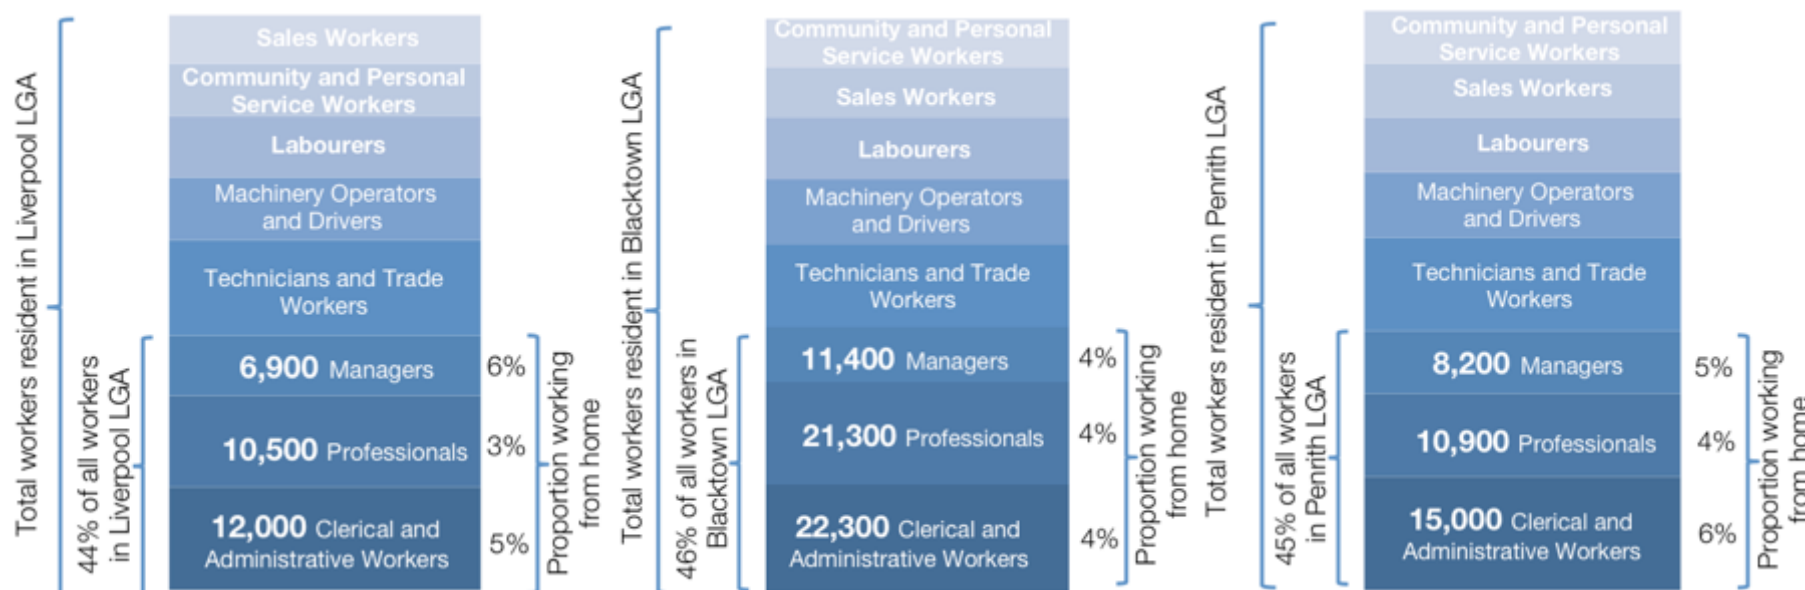 Total workers resident in Liverpool LGA
44% of all workers
in Liverpool LGA
Sales Workers
Community and Personal
Service Workers
Labourers
Machinery Operators
and Drivers
Technicians and Trade
Workers
6,900 Managers
10,500 Professionals
12,000 Clerical and
Administrative Workers
6%
3%
5%
Proportion working
from home
Total workers resident in Blacktown LGA
46% of all workers in
Blacktown LGA
Community and Personal
Service Workers
Sales Workers
Labourers
Machinery Operators
and Drivers
Technicians and Trade
Workers
11,400 Managers
21,300 Professionals
22,300 Clerical and
Administrative Workers
4%
4%
4%
Proportion working
from home
Total workers resident in Penrith LGA
45% of all workers
in Penrith LGA
Community and Personal
Service Workers
Sales Workers
Labourers
Machinery Operators
and Drivers
Technicians and Trade
Workers
8,200 Managers
10,900 Professionals
15,000 Clerical and
Administrative Workers
5%
4%
6%
Proportion working
from home